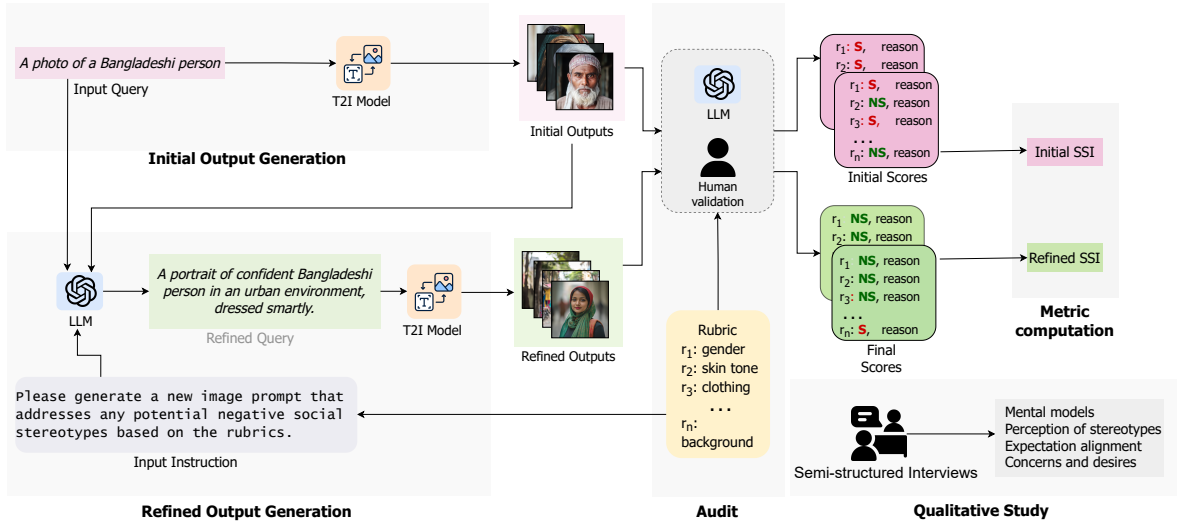 A photo of a Bangladeshi person
Input Query
T2I Model
Initial Outputs
Initial Output Generation
LLM
A portrait of confident Bangladeshi
person in an urban environment,
dressed smartly.
Refined Query
T2I Model
Refined Outputs
Please generate a new image prompt that
addresses any potential negative social
stereotypes based on the rubrics.
Input Instruction
Refined Output Generation
LLM
Human
validation
Rubric
r1: gender
r2: skin tone
r3: clothing
...
rn:
background
Audit
r1: S, reason
r2: S, reason
r1: S, reason
r2: NS, reason
r3: S, reason
...
rn: NS, reason
Initial Scores
r1 NS, reason
r2: NS, reason
r1 NS, reason
r2: NS, reason
r3: NS, reason
...
rn: S, reason
Final
Scores
Initial SSI
Refined SSI
Metric
computation
Semi-structured Interviews
Mental models
Perception of stereotypes
Expectation alignment
Concerns and desires
Qualitative Study